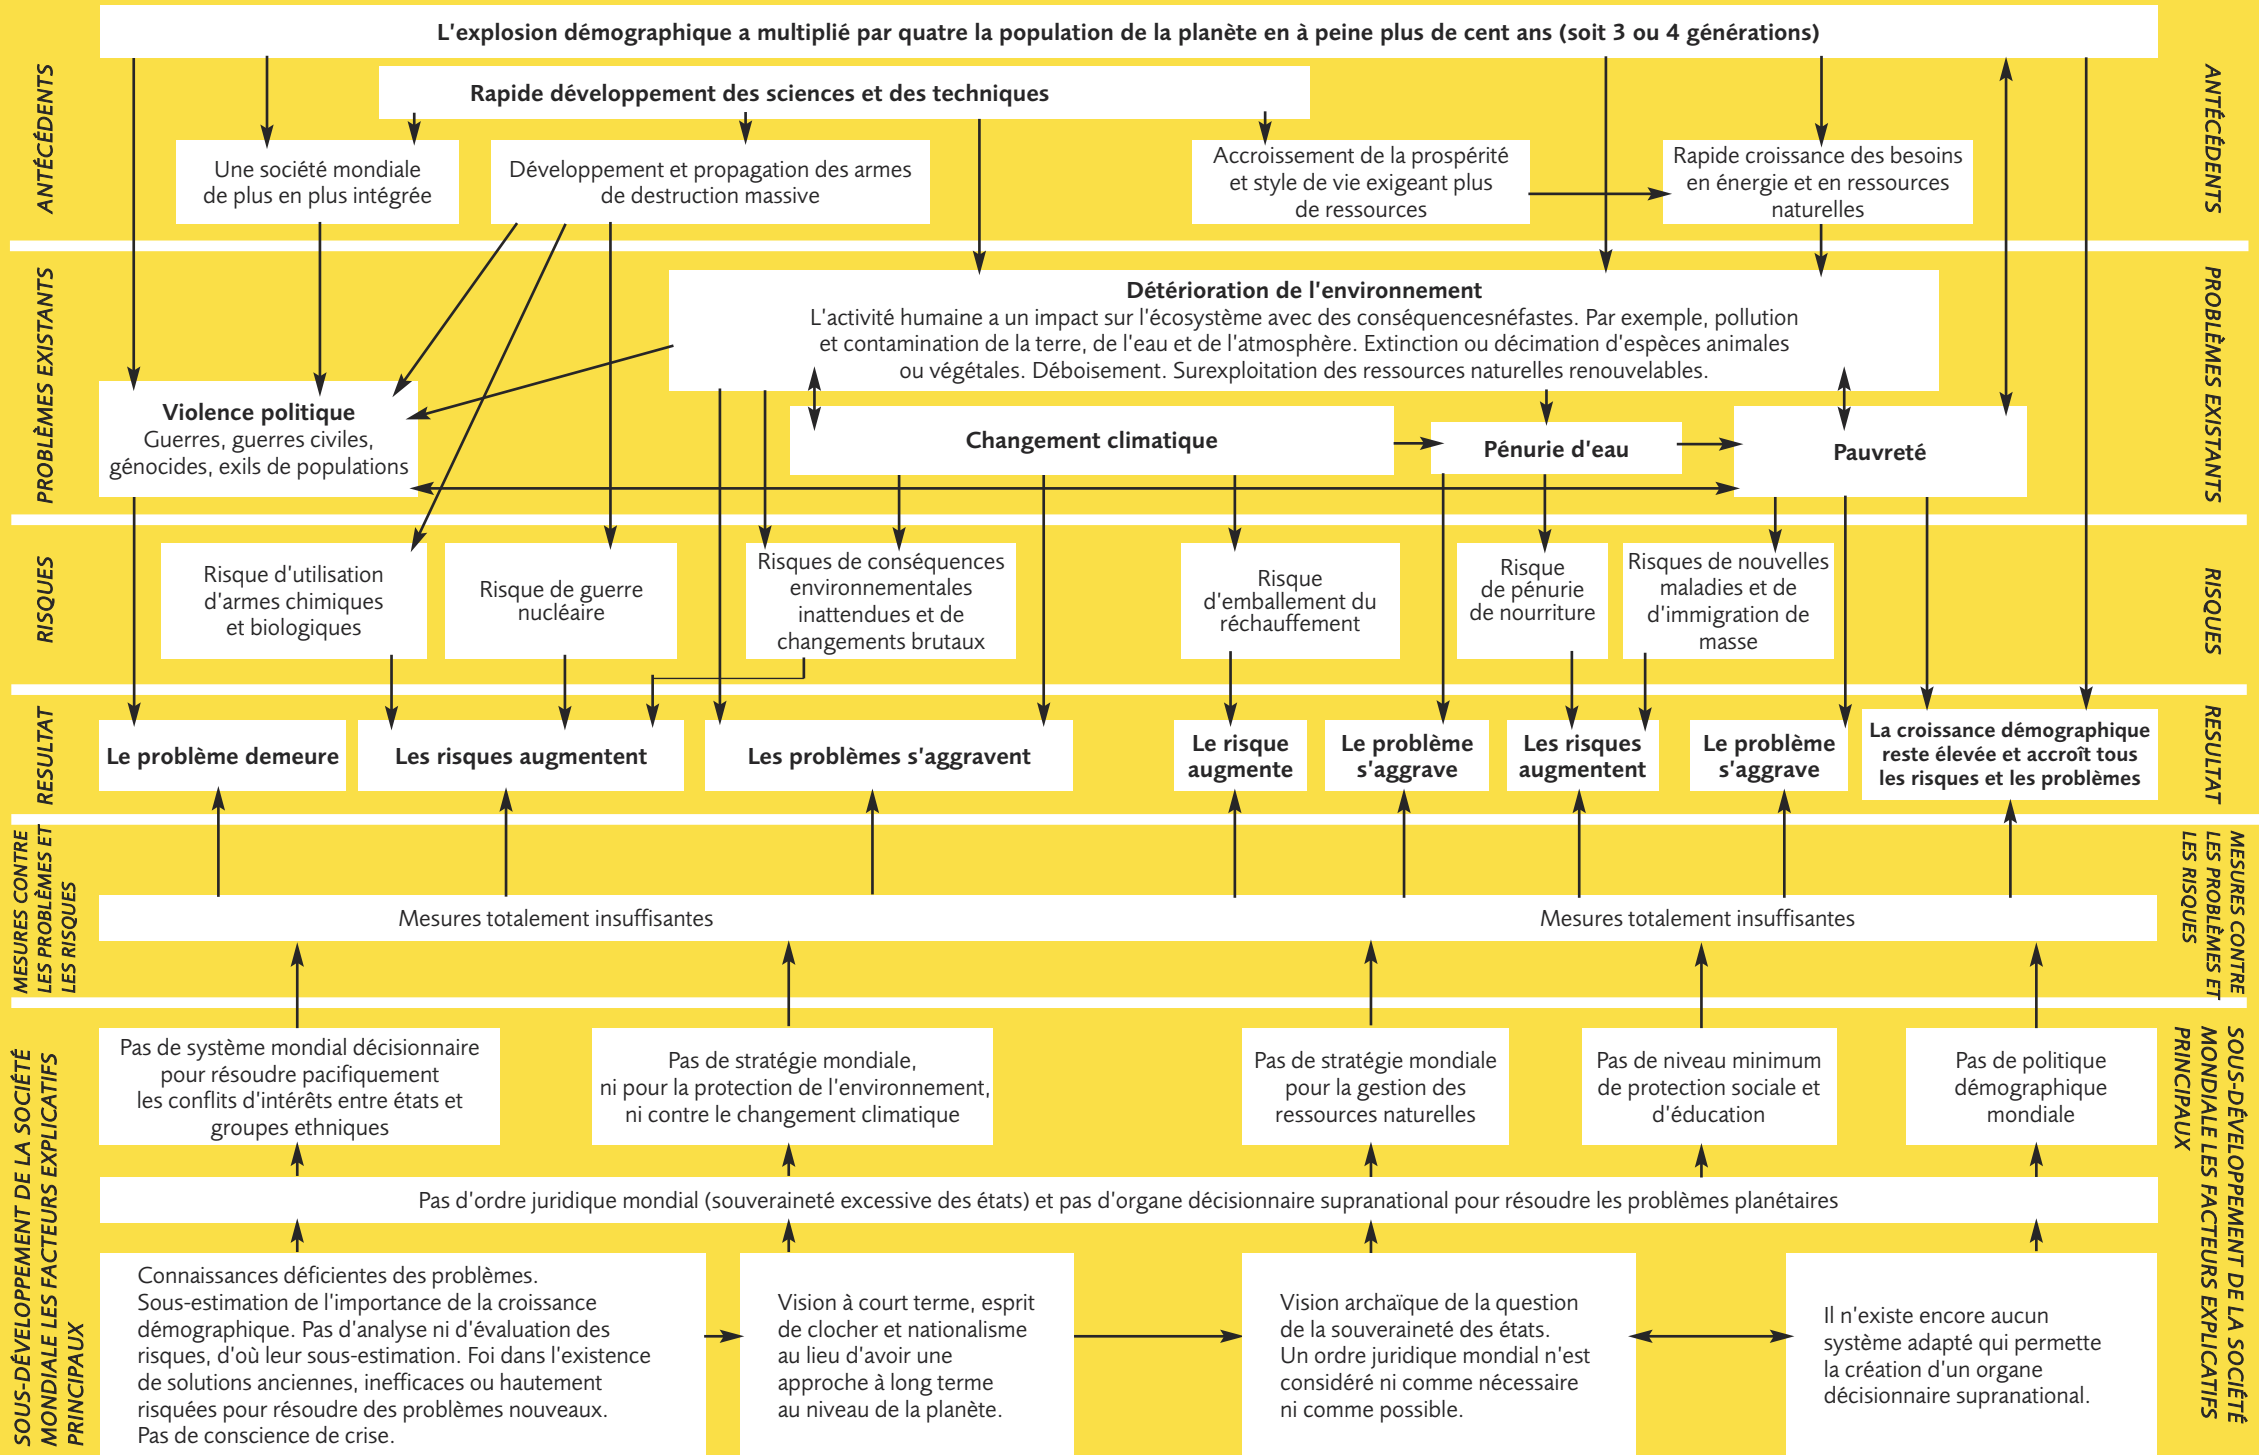 L'explosion démographique a multiplié par quatre la population de la planète en à peine plus de cent ans (soit 3 ou 4 générations)
ANTÉCÉDENTS
ANTÉCÉDENTS
Rapide développement des sciences et des techniques
Une société mondiale
de plus en plus intégrée
Développement et propagation des armes
de destruction massive
Accroissement de la prospérité
et style de vie exigeant plus
de ressources
Rapide croissance des besoins
en énergie et en ressources
naturelles
PROBLÈMES EXISTANTS
PROBLÈMES EXISTANTS
Détérioration de l'environnement
L'activité humaine a un impact sur l'écosystème avec des conséquencesnéfastes. Par exemple, pollution
et contamination de la terre, de l'eau et de l'atmosphère. Extinction ou décimation d'espèces animales
ou végétales. Déboisement. Surexploitation des ressources naturelles renouvelables.
Violence politique
Guerres, guerres civiles,
génocides, exils de populations
Changement climatique
Pénurie d'eau
Pauvreté
RISQUES
RISQUES
Risque d'utilisation
d'armes chimiques
et biologiques
Risque de guerre
nucléaire
Risques de conséquences
environnementales
inattendues et de
changements brutaux
Risque
d'emballement du
réchauffement
Risque
de pénurie
de nourriture
Risques de nouvelles
maladies et de
d'immigration de
masse
RESULTAT
RESULTAT
Le problème demeure
Les risques augmentent
Les problèmes s'aggravent
Le risque
augmente
Le problème
s'aggrave
Les risques
augmentent
Le problème
s'aggrave
La croissance démographique
reste élevée et accroît tous
les risques et les problèmes
MESURES CONTRE
LES PROBLÈMES ET
LES RISQUES
MESURES CONTRE
LES PROBLÈMES ET
LES RISQUES
Mesures totalement insuffisantes
Mesures totalement insuffisantes
SOUS-DÉVELOPPEMENT DE LA SOCIÉTÉ
MONDIALE LES FACTEURS EXPLICATIFS
PRINCIPAUX
SOUS-DÉVELOPPEMENT DE LA SOCIÉTÉ
MONDIALE LES FACTEURS EXPLICATIFS
PRINCIPAUX
Pas de système mondial décisionnaire
pour résoudre pacifiquement
les conflits d'intérêts entre états et
groupes ethniques
Pas de stratégie mondiale,
ni pour la protection de l'environnement,
ni contre le changement climatique
Pas de stratégie mondiale
pour la gestion des
ressources naturelles
Pas de niveau minimum
de protection sociale et
d'éducation
Pas de politique
démographique
mondiale
Pas d'ordre juridique mondial (souveraineté excessive des états) et pas d'organe décisionnaire supranational pour résoudre les problèmes planétaires
Connaissances déficientes des problèmes.
Sous-estimation de l'importance de la croissance
démographique. Pas d'analyse ni d'évaluation des
risques, d'où leur sous-estimation. Foi dans l'existence
de solutions anciennes, inefficaces ou hautement
risquées pour résoudre des problèmes nouveaux.
Pas de conscience de crise.
Vision à court terme, esprit
de clocher et nationalisme
au lieu d'avoir une
approche à long terme
au niveau de la planète.
Vision archaïque de la question
de la souveraineté des états.
Un ordre juridique mondial n'est
considéré ni comme nécessaire
ni comme possible.
Il n'existe encore aucun
système adapté qui permette
la création d'un organe
décisionnaire supranational.